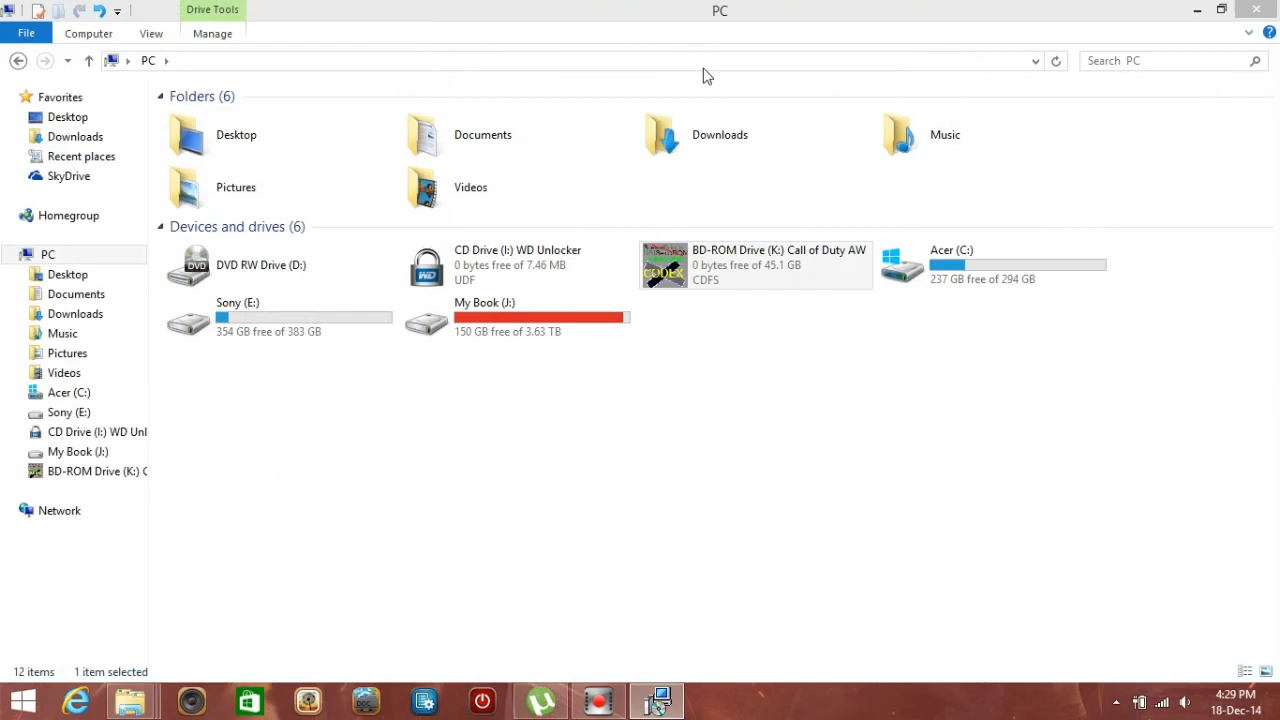 Drive Tools
PC
File
Computer
View
Manage
PC
Search PC
Favorites
Desktop
Downloads
Recent places
SkyDrive
Homegroup
PC
Desktop
Documents
Downloads
Music
Pictures
Videos
Acer (C:)
Sony (E:)
CD Drive (I:) WD Unl
My Book (J:)
BD-ROM Drive (K:) C
Network
Folders (6)
Desktop
Documents
Downloads
Music
Pictures
Videos
Devices and drives (6)
DVD
DVD RW Drive (D:)
WD
CD Drive (I:) WD Unlocker
0 bytes free of 7.46 MB
UDF
CODEX
BD-ROM Drive (K:) Call of Duty AW
0 bytes free of 45.1 GB
CDFS
Acer (C:)
237 GB free of 294 GB
Sony (E:)
354 GB free of 383 GB
My Book (J:)
150 GB free of 3.63 TB
12 items
1 item selected
DOC
4:29 PM
18-Dec-14